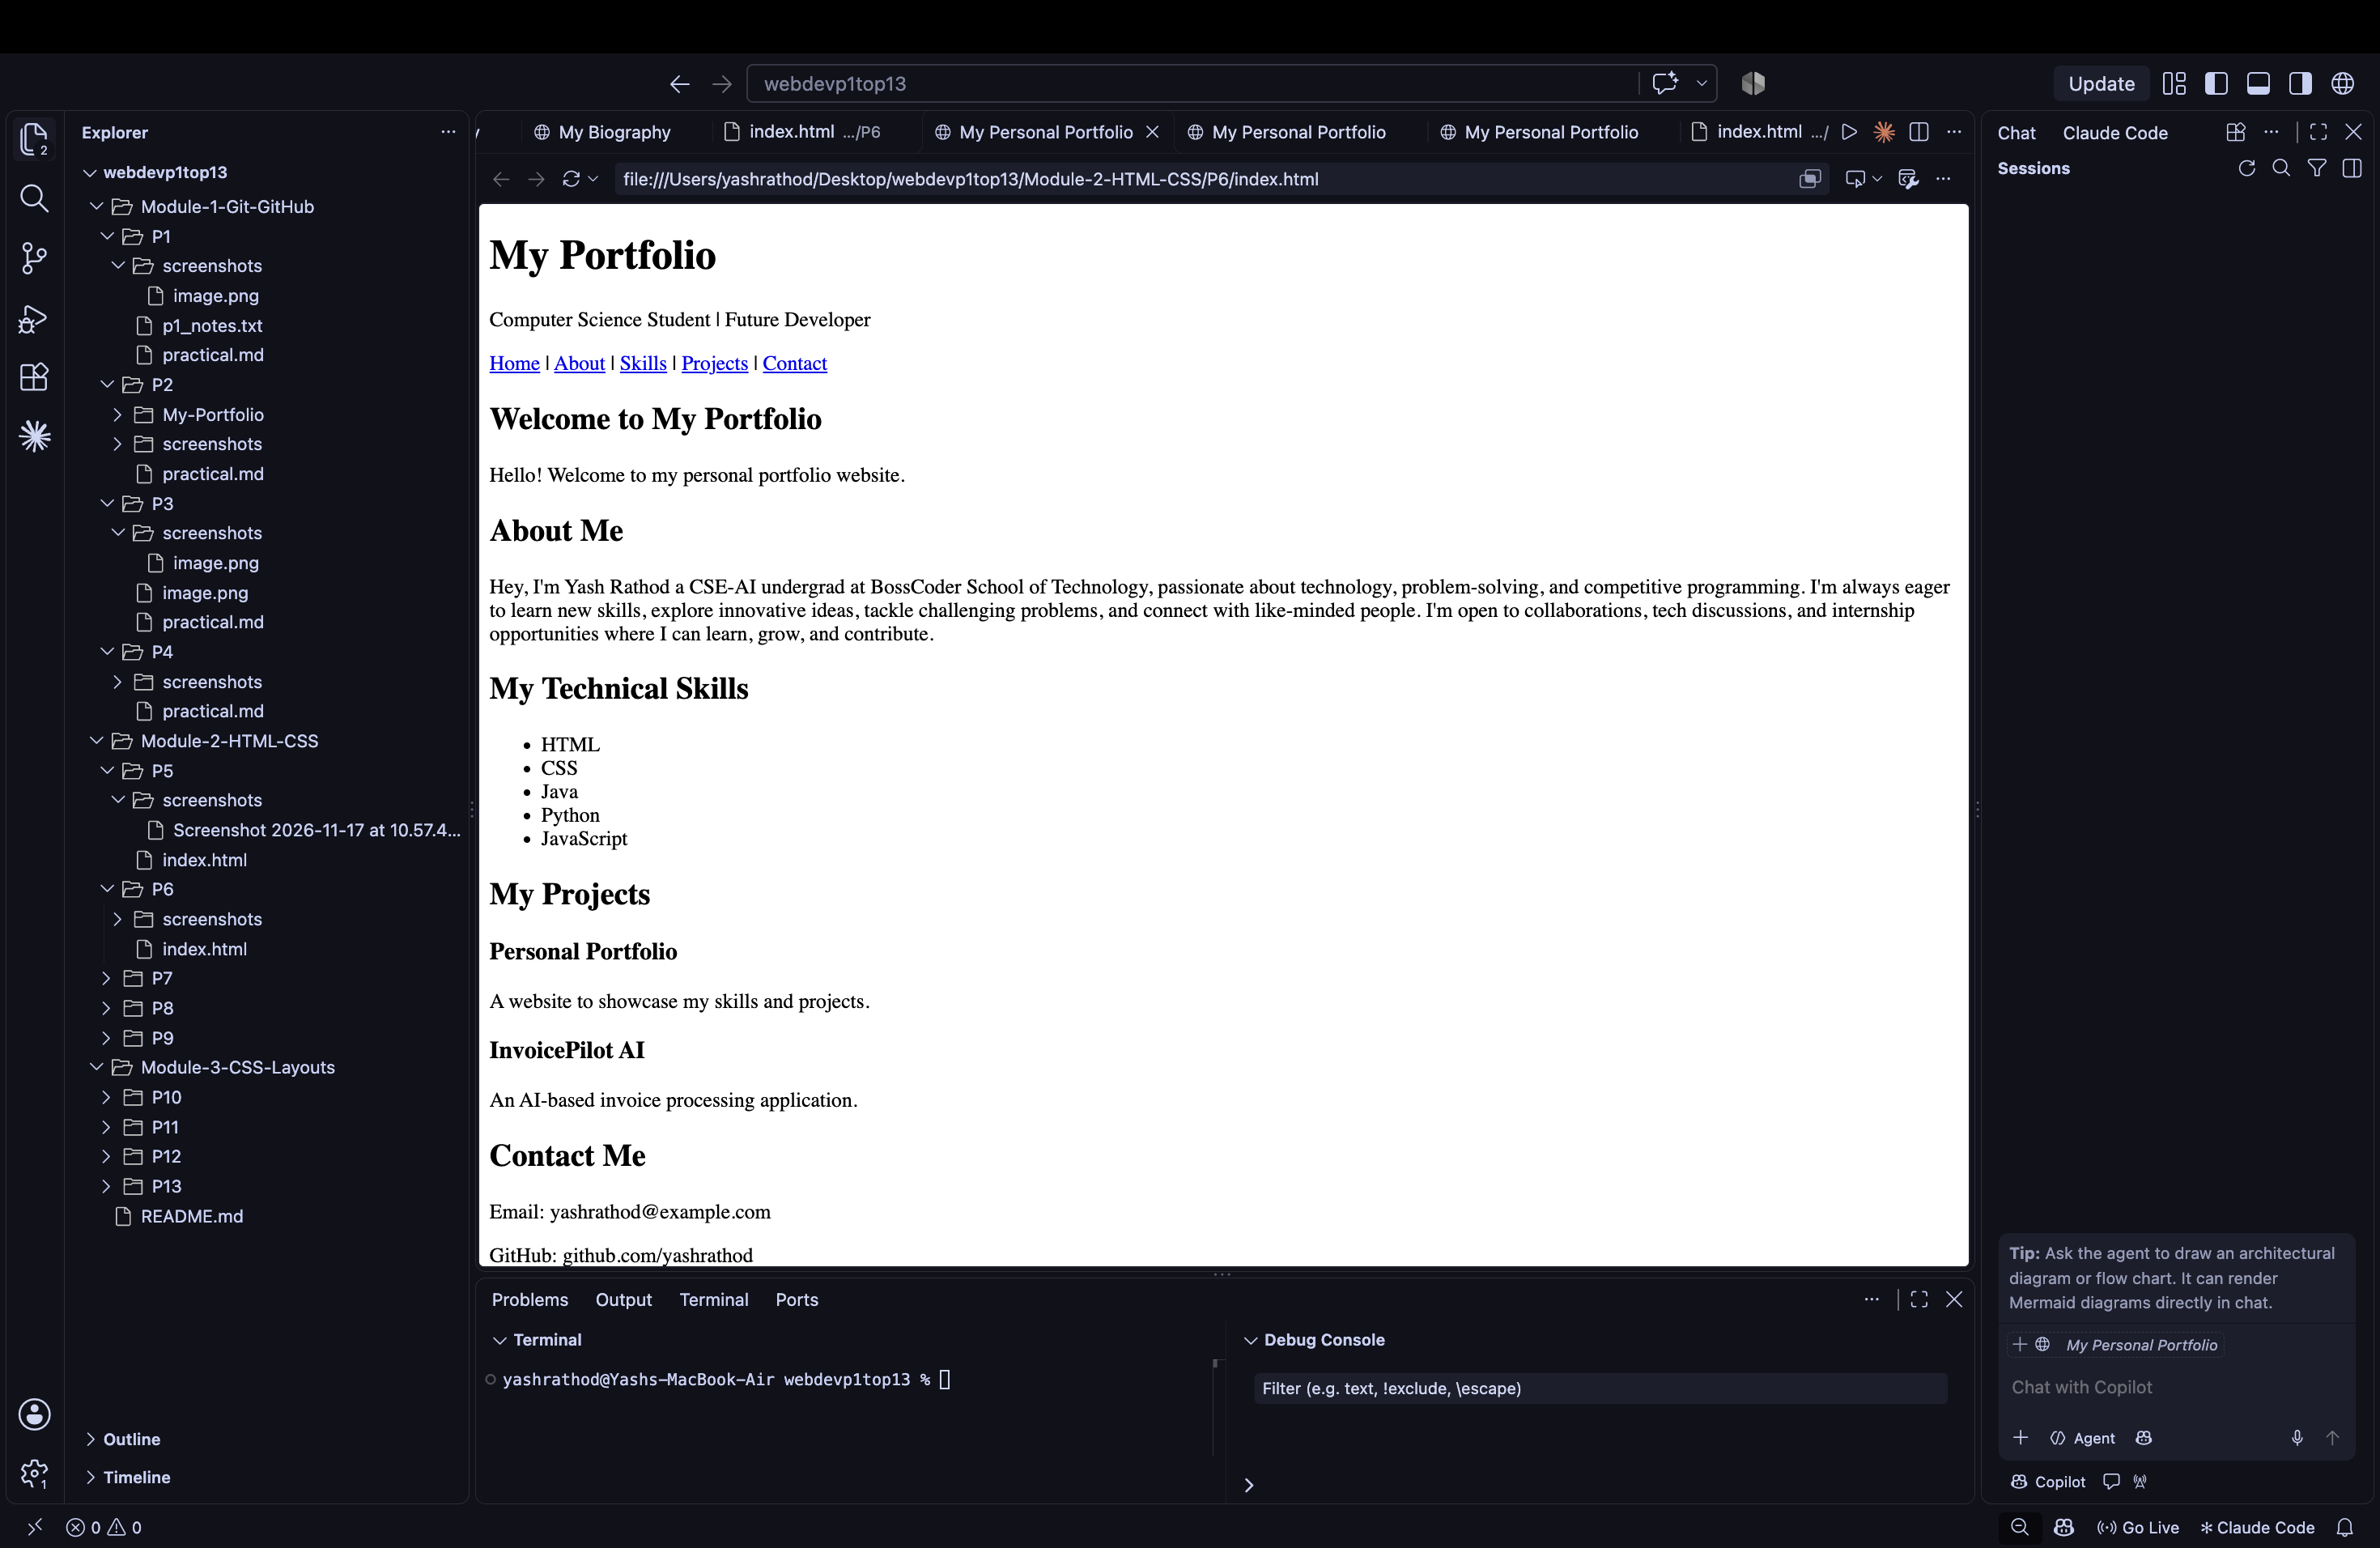 webdevp1top13
Update
Explorer
webdevp1top13
Module-1-Git-GitHub
P1
screenshots
image.png
p1_notes.txt
practical.md
P2
My-Portfolio
screenshots
practical.md
P3
screenshots
image.png
image.png
practical.md
P4
screenshots
practical.md
Module-2-HTML-CSS
P5
screenshots
Screenshot 2026-11-17 at 10.57.4...
index.html
P6
screenshots
index.html
P7
P8
P9
Module-3-CSS-Layouts
P10
P11
P12
P13
README.md
Outline
Timeline
2
1
My Biography
index.html .../P6
My Personal Portfolio
My Personal Portfolio
My Personal Portfolio
index.html .../
file:///Users/yashrathod/Desktop/webdevp1top13/Module-2-HTML-CSS/P6/index.html
My Portfolio
Computer Science Student | Future Developer
Home | About | Skills | Projects | Contact
Welcome to My Portfolio
Hello! Welcome to my personal portfolio website.
About Me
Hey, I'm Yash Rathod a CSE-AI undergrad at BossCoder School of Technology, passionate about technology, problem-solving, and competitive programming. I'm always eager
to learn new skills, explore innovative ideas, tackle challenging problems, and connect with like-minded people. I'm open to collaborations, tech discussions, and internship
opportunities where I can learn, grow, and contribute.
My Technical Skills
• HTML
• CSS
• Java
• Python
• JavaScript
My Projects
Personal Portfolio
A website to showcase my skills and projects.
InvoicePilot AI
An AI-based invoice processing application.
Contact Me
Email: yashrathod@example.com
GitHub: github.com/yashrathod
Problems Output Terminal Ports
Terminal
yashrathod@Yashs-MacBook-Air webdevp1top13 %
Debug Console
Filter (e.g. text, !exclude, \escape)
Chat Claude Code
Sessions
Tip: Ask the agent to draw an architectural
diagram or flow chart. It can render
Mermaid diagrams directly in chat.
My Personal Portfolio
Chat with Copilot
Agent
Copilot
0 0
Go Live
Claude Code